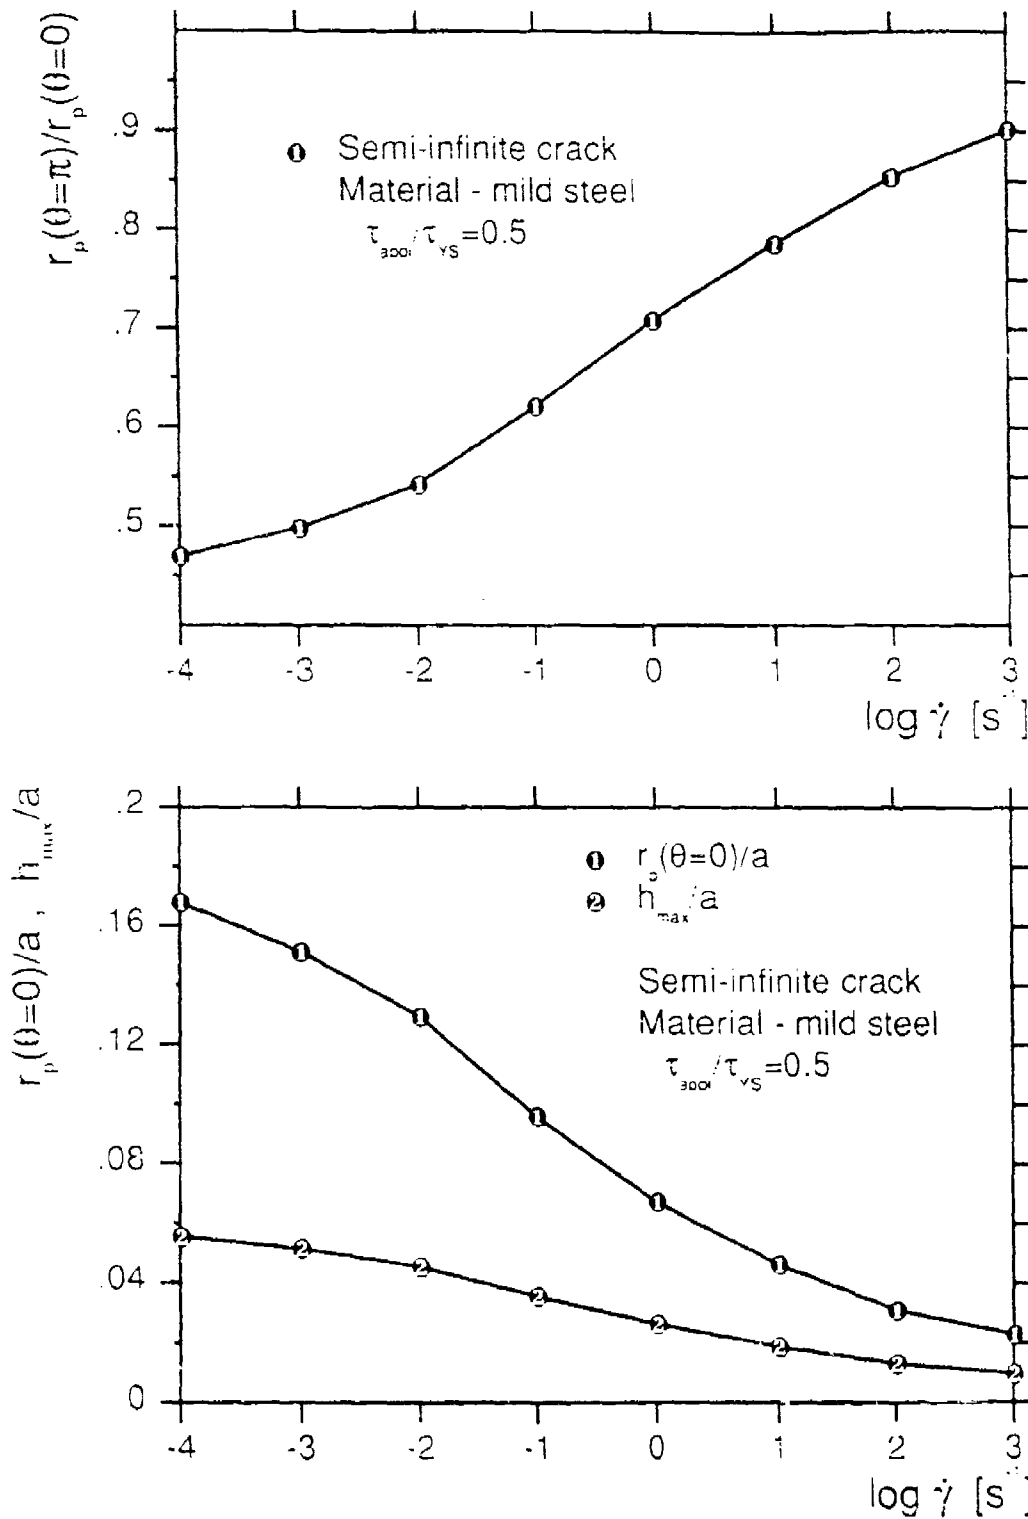 r_p(θ=π)/r_p(θ=0)
.9
.8
.7
.6
.5
1 Semi-infinite crack
Material - mild steel
τ_appl/τ_YS=0.5
-4 -3 -2 -1 0 1 2 3
log γ̇ [s⁻¹]
r_p(θ=0)/a , h_max/a
.2
.16
.12
.08
.04
0
1 r_p(θ=0)/a
2 h_max/a
Semi-infinite crack
Material - mild steel
τ_appl/τ_YS=0.5
-4 -3 -2 -1 0 1 2 3
log γ̇ [s⁻¹]